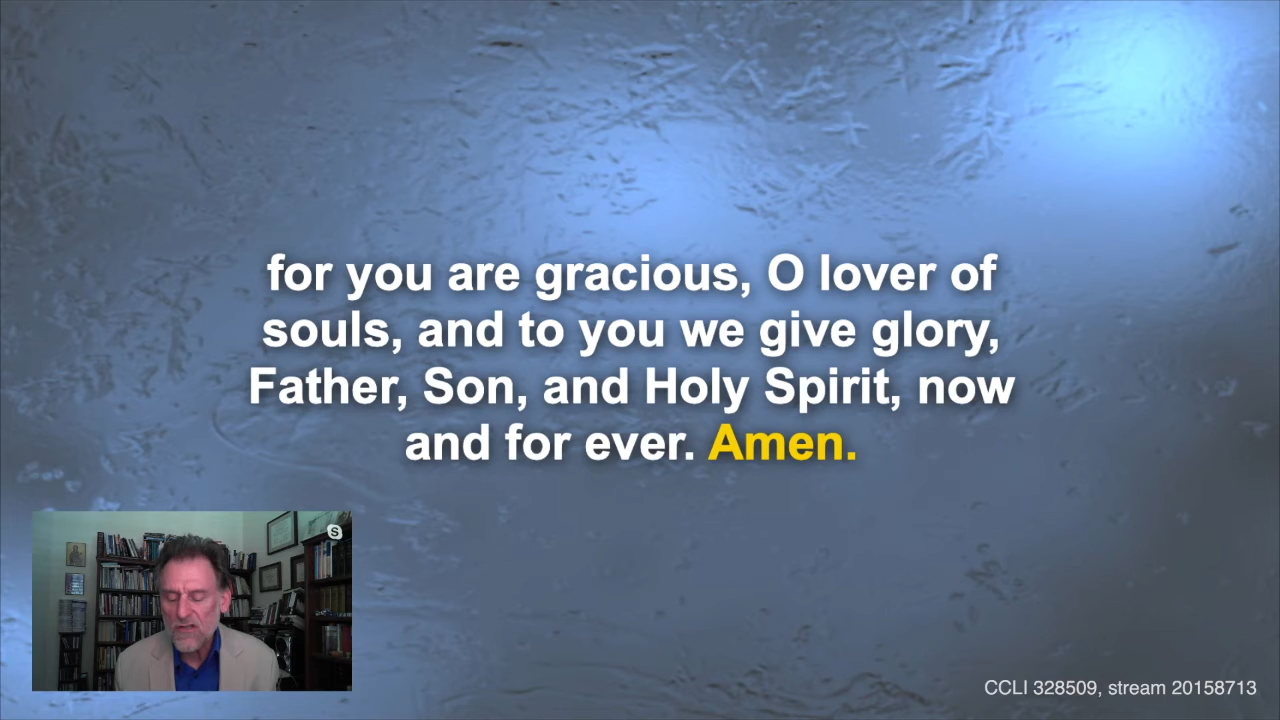 for you are gracious, O lover of
souls, and to you we give glory,
Father, Son, and Holy Spirit, now
and for ever. Amen.
S
CCLI 328509, stream 20158713